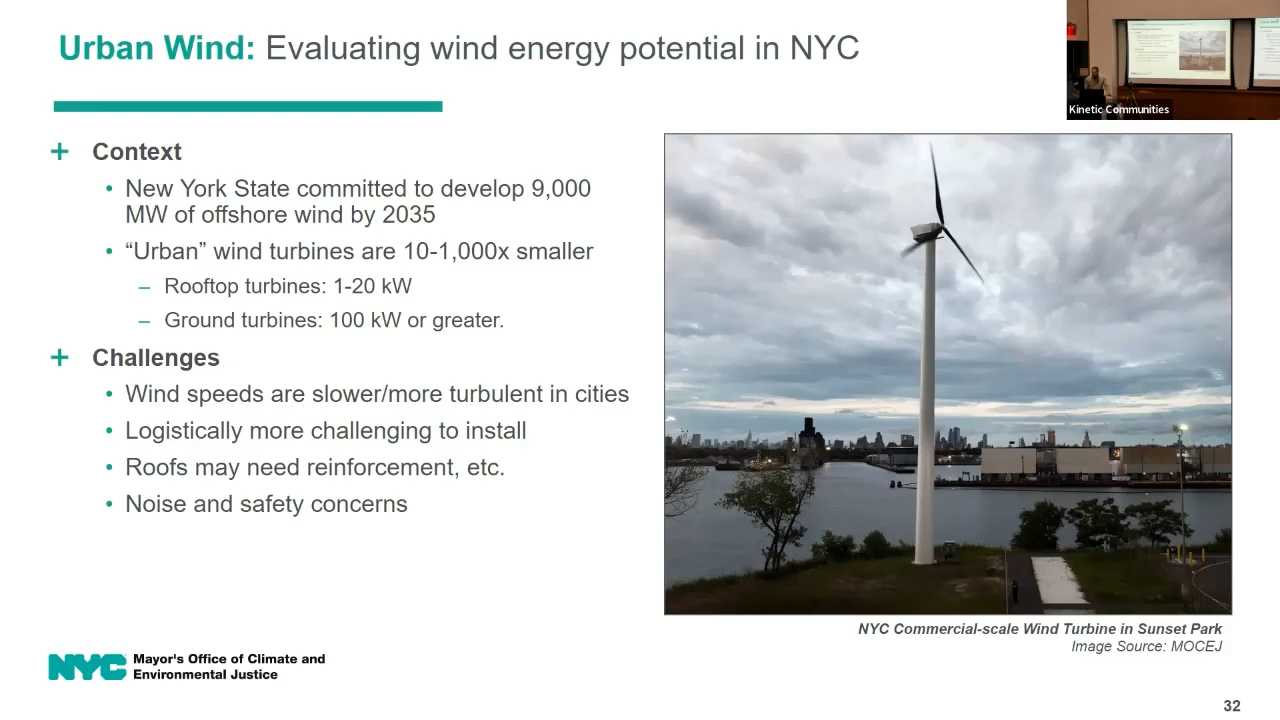 Urban Wind: Evaluating wind energy potential in NYC
Kinetic Communities
+ Context
• New York State committed to develop 9,000
MW of offshore wind by 2035
• “Urban” wind turbines are 10-1,000x smaller
– Rooftop turbines: 1-20 kW
– Ground turbines: 100 kW or greater.
+ Challenges
• Wind speeds are slower/more turbulent in cities
• Logistically more challenging to install
• Roofs may need reinforcement, etc.
• Noise and safety concerns
NYC Commercial-scale Wind Turbine in Sunset Park
Image Source: MOCEJ
NYC Mayor's Office of Climate and
Environmental Justice
32